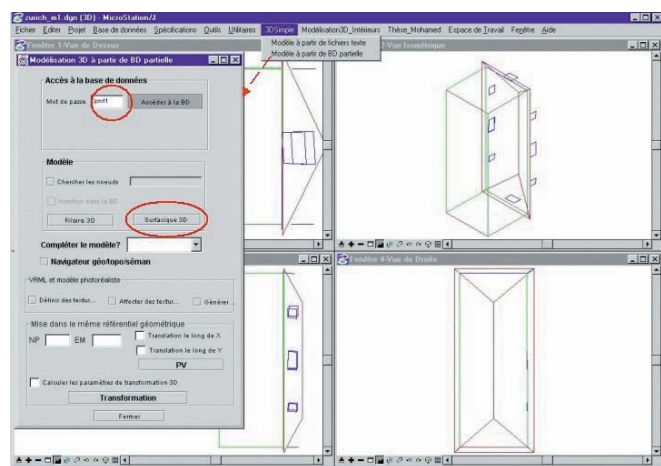 zurich_m1.dgn [3D] - MicroStation/J
Fichier Editer Projet Base de données Spécifications Outils Utilitaires 3DSimple Modélisation3D_Intérieurs Thèse_Mohamed Espace de Travail Fenêtre Aide
Modèle à partir de fichiers texte
Modèle à partir de BD partielle
Fenêtre 1-Vue de Dessus
2-Vue Isométrique
Modélisation 3D à partir de BD partielle
Accès à la base de données
Mot de passe
Accéder à la BD
Modèle
Chercher les noeuds
Insertion dans la BD
Filaire 3D
Surfacique 3D
Compléter le modèle?
Navigateur géo/topo/séman
VRML et modèle photoréaliste
Définir des textur... Affecter des textur... Générer...
Mise dans le même référentiel géométrique
NP EM
Translation le long de X
Translation le long de Y
PV
Calculer les paramètres de transformation 3D
Transformation
Fermer
Fenêtre 4-Vue de Droite